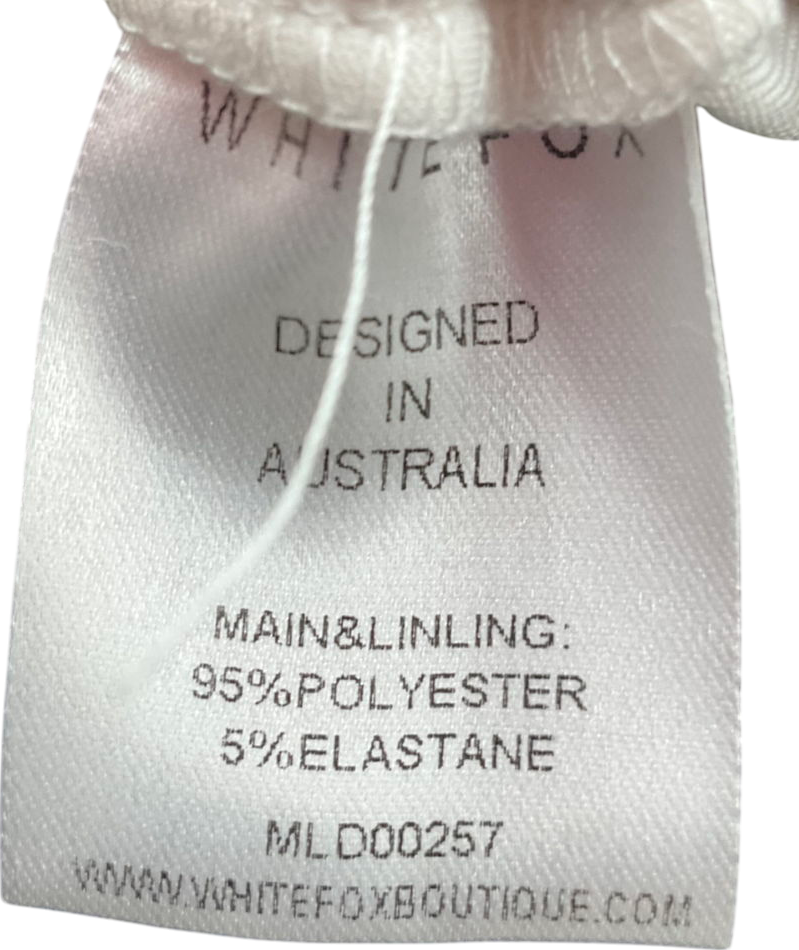 WHITE FOX
DESIGNED
IN
AUSTRALIA
MAIN&LINLING:
95%POLYESTER
5%ELASTANE
MLD00257
WWW.WHITEFOXBOUTIQUE.COM